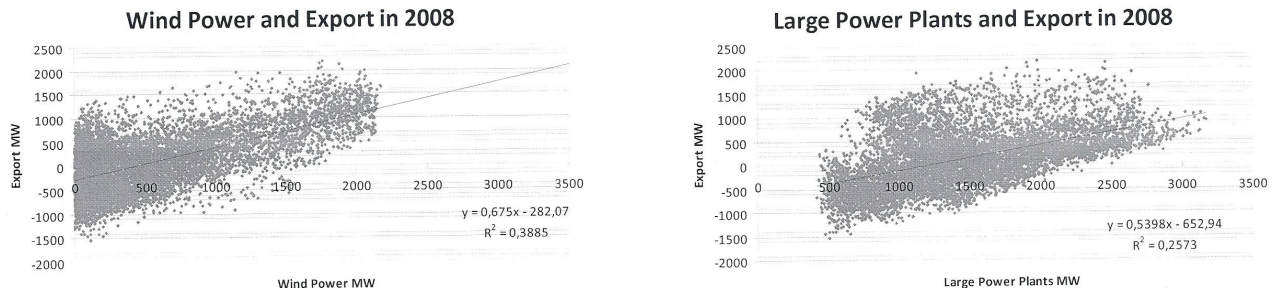 Wind Power and Export in 2008
2500
2000
1500
1000
500
0
-500
-1000
-1500
-2000
Export MW
0 500 1000 1500 2000 2500 3000 3500
y = 0,675x - 282,07
R² = 0,3885
Wind Power MW
Large Power Plants and Export in 2008
2500
2000
1500
1000
500
0
-500
-1000
-1500
-2000
Export MW
0 500 1000 1500 2000 2500 3000 3500
y = 0,5398x - 652,94
R² = 0,2573
Large Power Plants MW